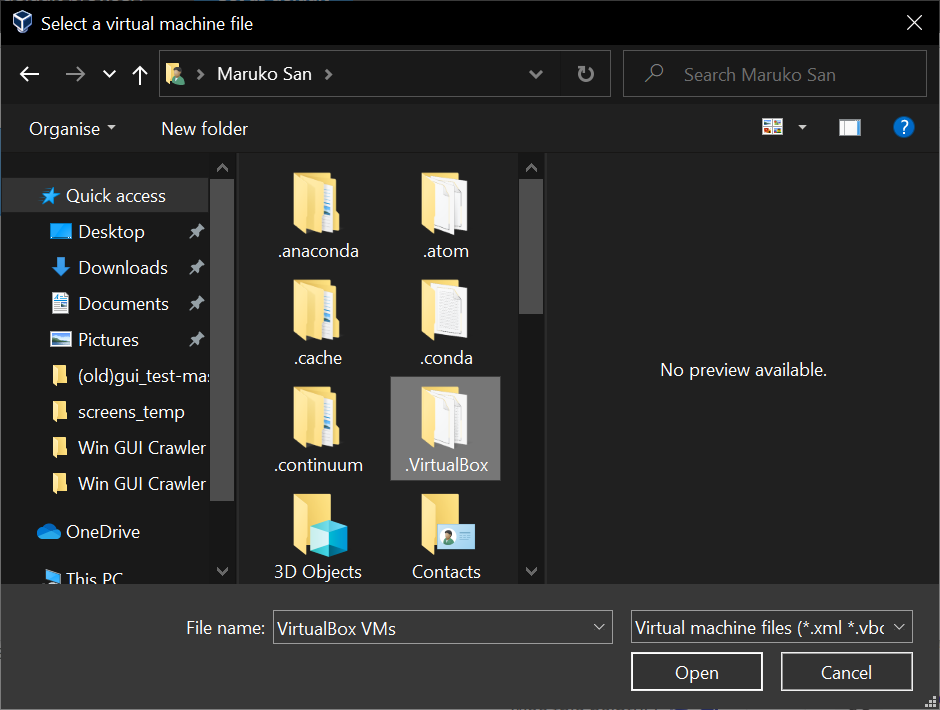 Select a virtual machine file
Maruko San
Search Maruko San
Organise
New folder
Quick access
Desktop
Downloads
Documents
Pictures
(old)gui_test-mas
screens_temp
Win GUI Crawler
Win GUI Crawler
OneDrive
This PC
.anaconda
.atom
.cache
.conda
.continuum
.VirtualBox
3D Objects
Contacts
No preview available.
File name:
VirtualBox VMs
Virtual machine files (*.xml *.vbo
Open
Cancel